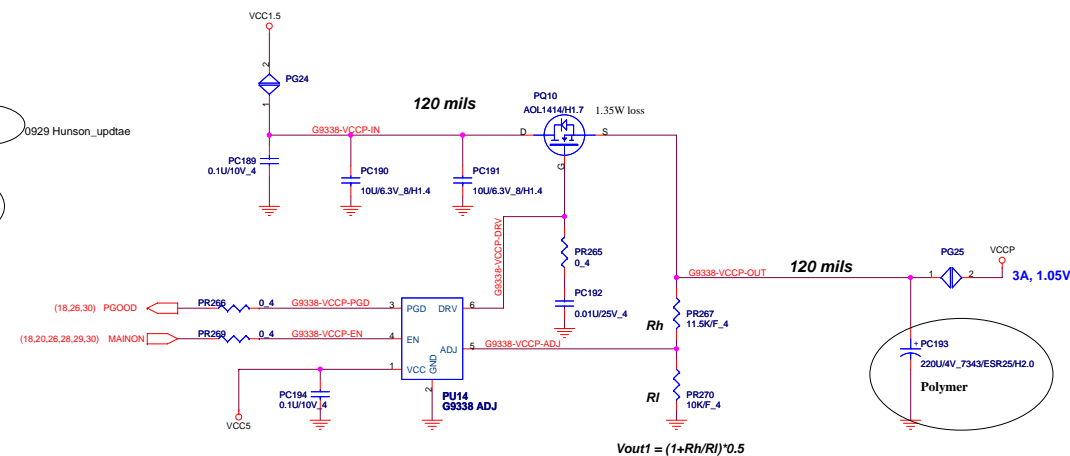 VCC1.5
2
PG24
1
0929 Hunson_updtae
120 mils
PQ10
AOL1414/H1.7
1.35W loss
G9338-VCCP-IN
D
S
G
PC189
0.1U/10V_4
PC190
10U/6.3V_8/H1.4
PC191
10U/6.3V_8/H1.4
G9338-VCCP-DRV
PR265
0_4
PC192
0.01U/25V_4
G9338-VCCP-OUT
120 mils
PG25
1
2
VCCP
3A, 1.05V
(18,26,30) PGOOD
PR266
0_4
G9338-VCCP-PGD
3
PGD
DRV
6
(18,20,26,28,29,30) MAINON
PR269
0_4
G9338-VCCP-EN
4
EN
ADJ
5
G9338-VCCP-ADJ
1
VCC
GND
2
PU14
G9338 ADJ
PC194
0.1U/10V_4
VCC5
Rh
PR267
11.5K/F_4
Rl
PR270
10K/F_4
+
PC193
220U/4V_7343/ESR25/H2.0
Polymer
Vout1 = (1+Rh/Rl)*0.5